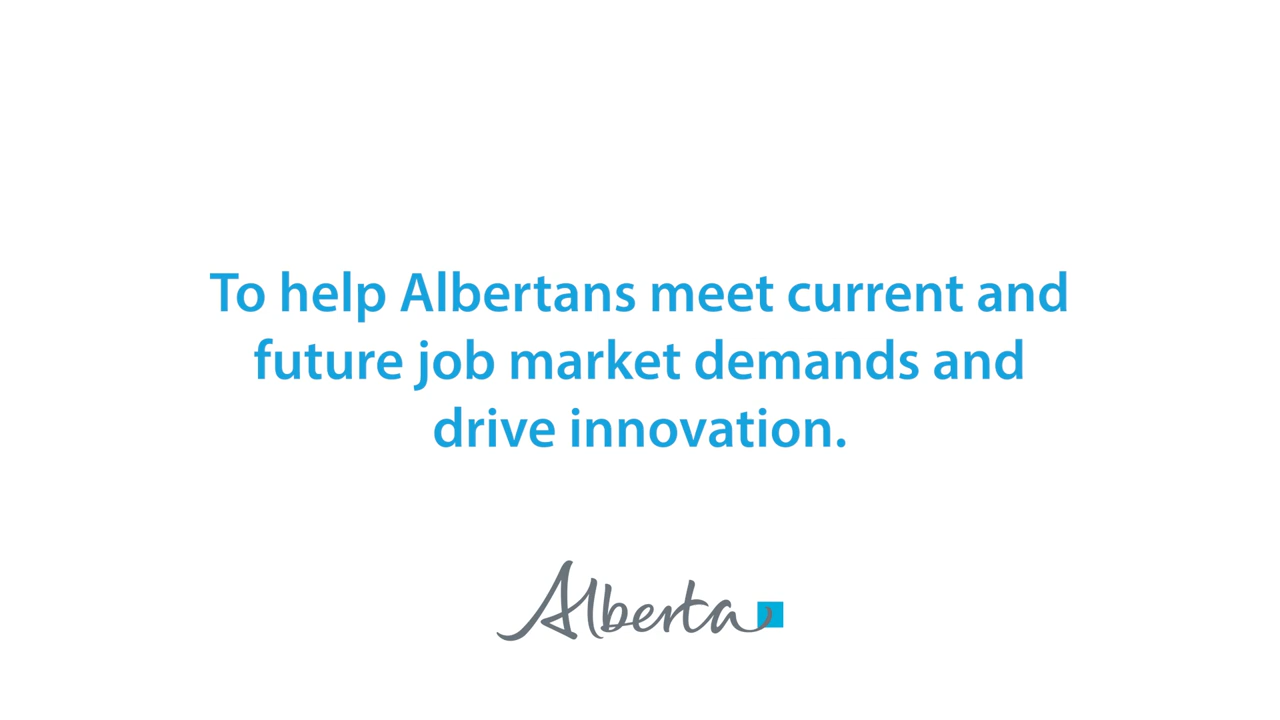 To help Albertans meet current and
future job market demands and
drive innovation.
Alberta